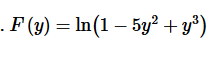 . F(y) = ln(1 − 5y² + y³)